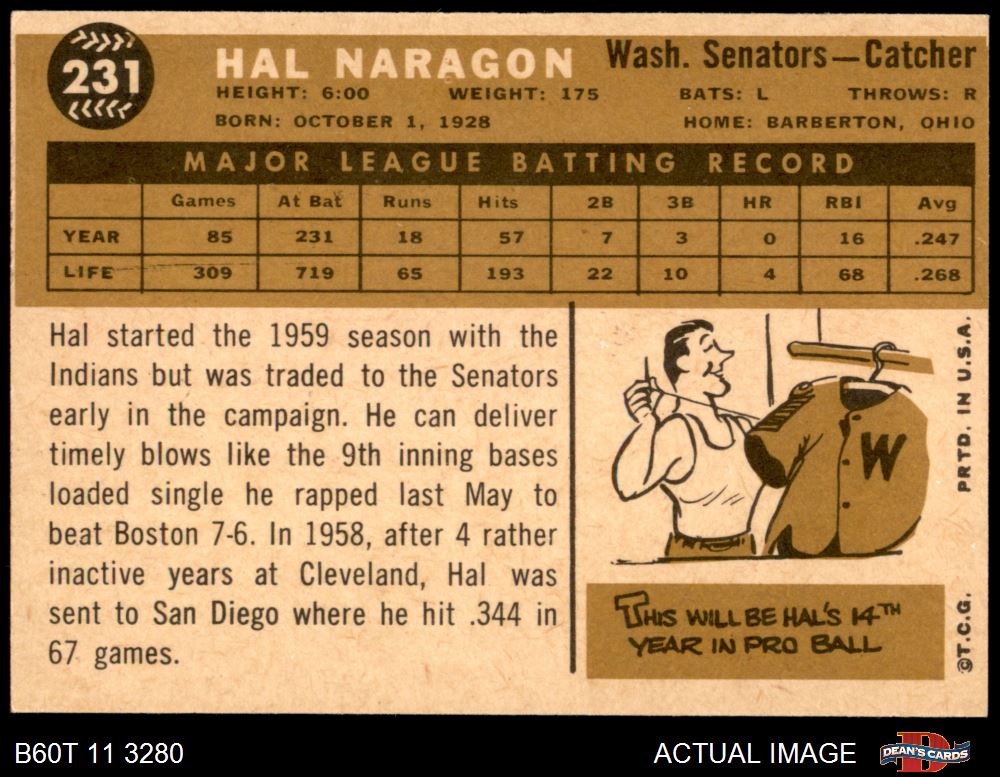 231
HAL NARAGON
Wash. Senators—Catcher
HEIGHT: 6:00 WEIGHT: 175 BATS: L THROWS: R
BORN: OCTOBER 1, 1928 HOME: BARBERTON, OHIO
MAJOR LEAGUE BATTING RECORD
Games At Bat Runs Hits 2B 3B HR RBI Avg
YEAR 85 231 18 57 7 3 0 16 .247
LIFE 309 719 65 193 22 10 4 68 .268
Hal started the 1959 season with the
Indians but was traded to the Senators
early in the campaign. He can deliver
timely blows like the 9th inning bases
loaded single he rapped last May to
beat Boston 7-6. In 1958, after 4 rather
inactive years at Cleveland, Hal was
sent to San Diego where he hit .344 in
67 games.
W
THIS WILL BE HAL'S 14TH
YEAR IN PRO BALL
©T.C.G. PRTD. IN U.S.A.
B60T 11 3280
ACTUAL IMAGE
D
DEAN'S CARDS